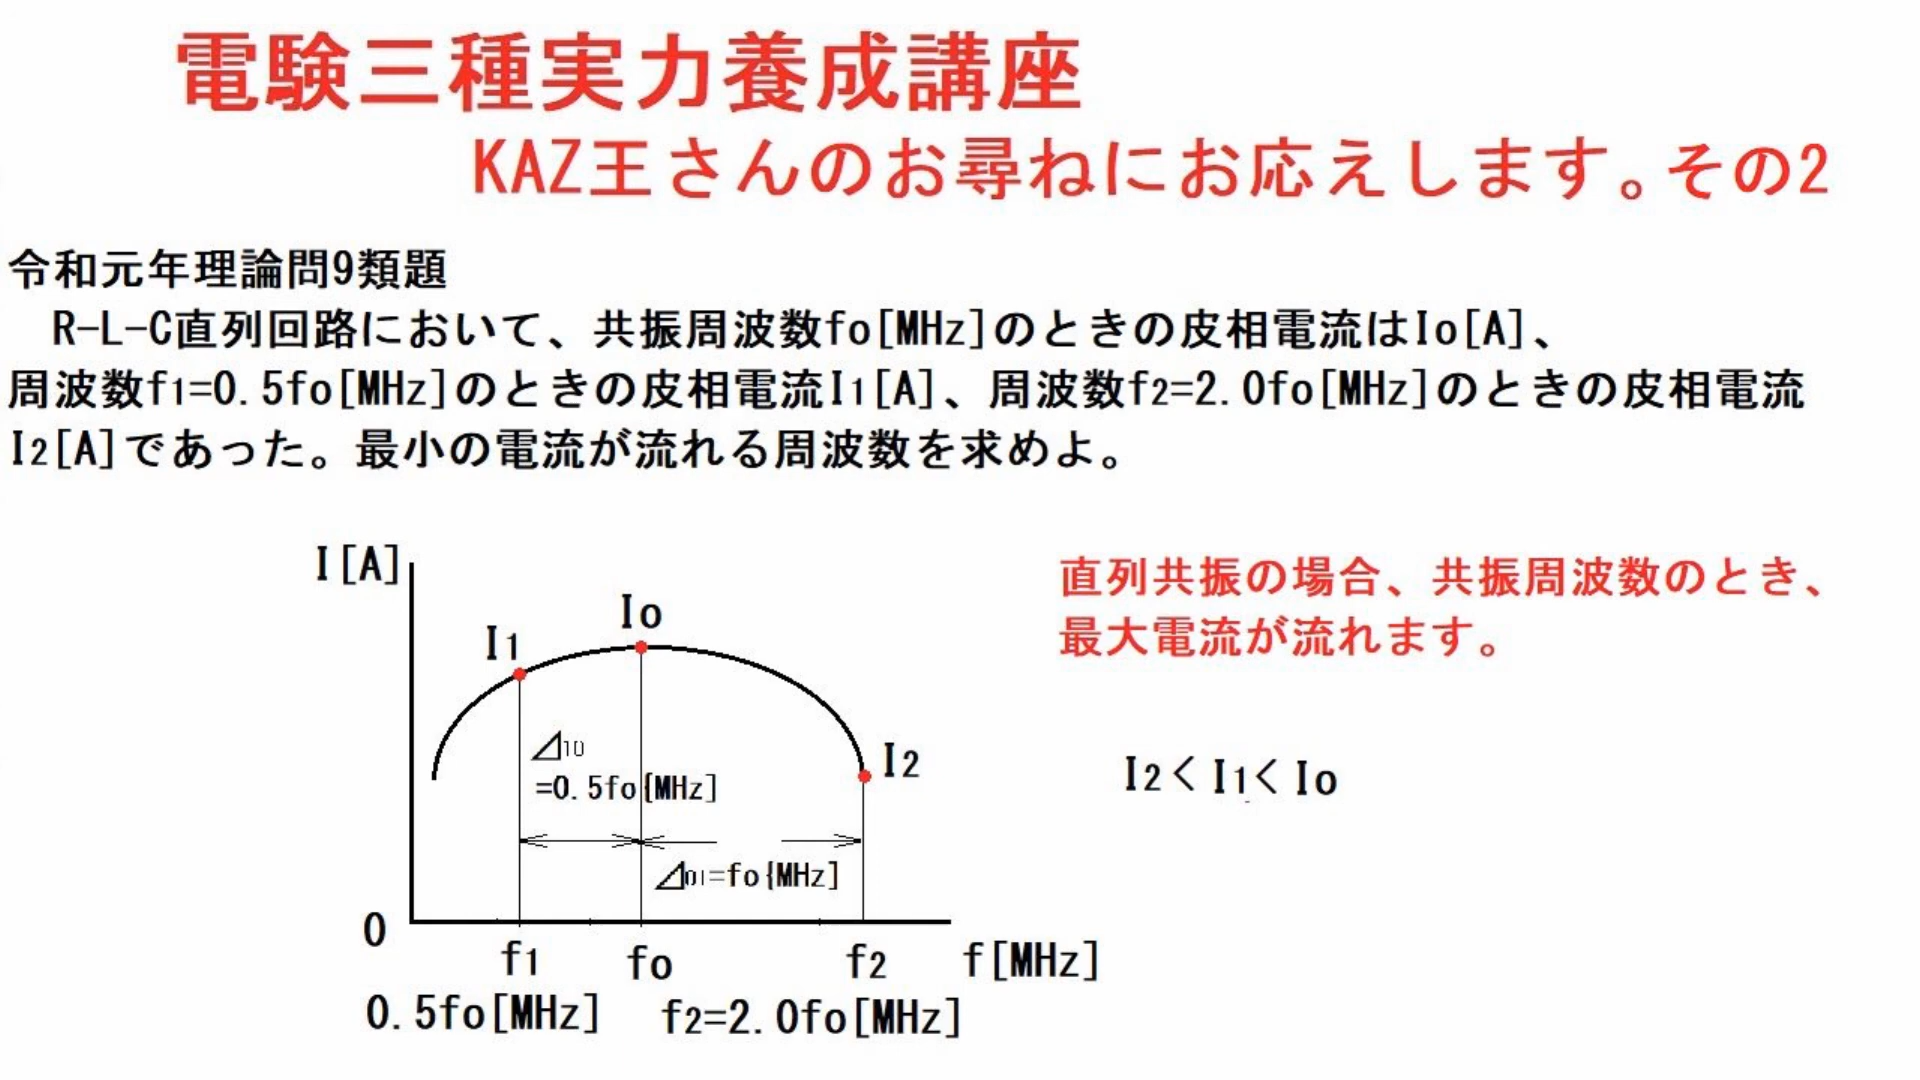 電験三種実力養成講座
KAZ王さんのお尋ねにお応えします。その2
令和元年理論問9類題
R-L-C直列回路において、共振周波数fo[MHz]のときの皮相電流はIo[A]、
周波数f1=0.5fo[MHz]のときの皮相電流I1[A]、周波数f2=2.0fo[MHz]のときの皮相電流
I2[A]であった。最小の電流が流れる周波数を求めよ。
I[A]
Io
I1
直列共振の場合、共振周波数のとき、
最大電流が流れます。
⊿10
=0.5fo{MHz]
I2
I2< I1< Io
⊿01=fo{MHz]
0
f1
fo
f2
f[MHz]
0.5fo[MHz]
f2=2.0fo[MHz]